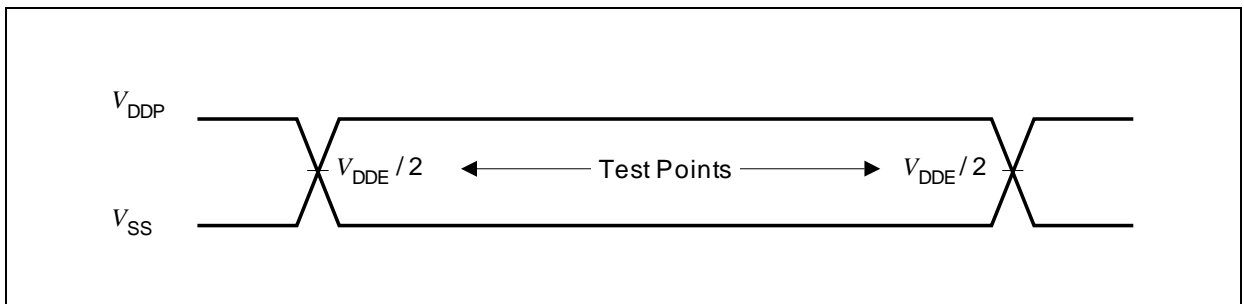 V_DDP
V_DDE / 2 Test Points V_DDE / 2
V_SS